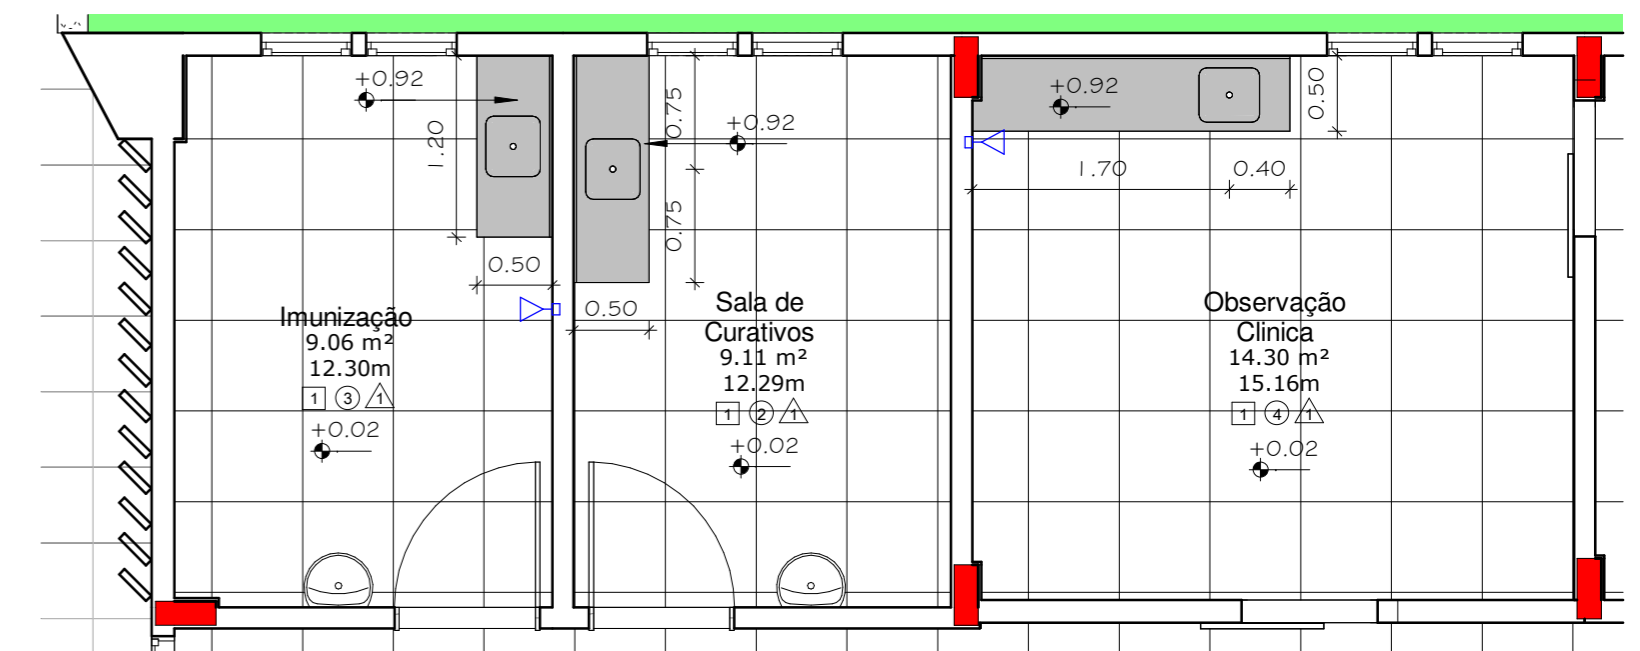 +0.92
1.20
0.50
Imunização
9.06 m²
12.30m
1 3 1
+0.02
0.75
+0.92
0.75
0.50
Sala de
Curativos
9.11 m²
12.29m
1 2 1
+0.02
+0.92
0.50
1.70 0.40
Observação
Clinica
14.30 m²
15.16m
1 4 1
+0.02